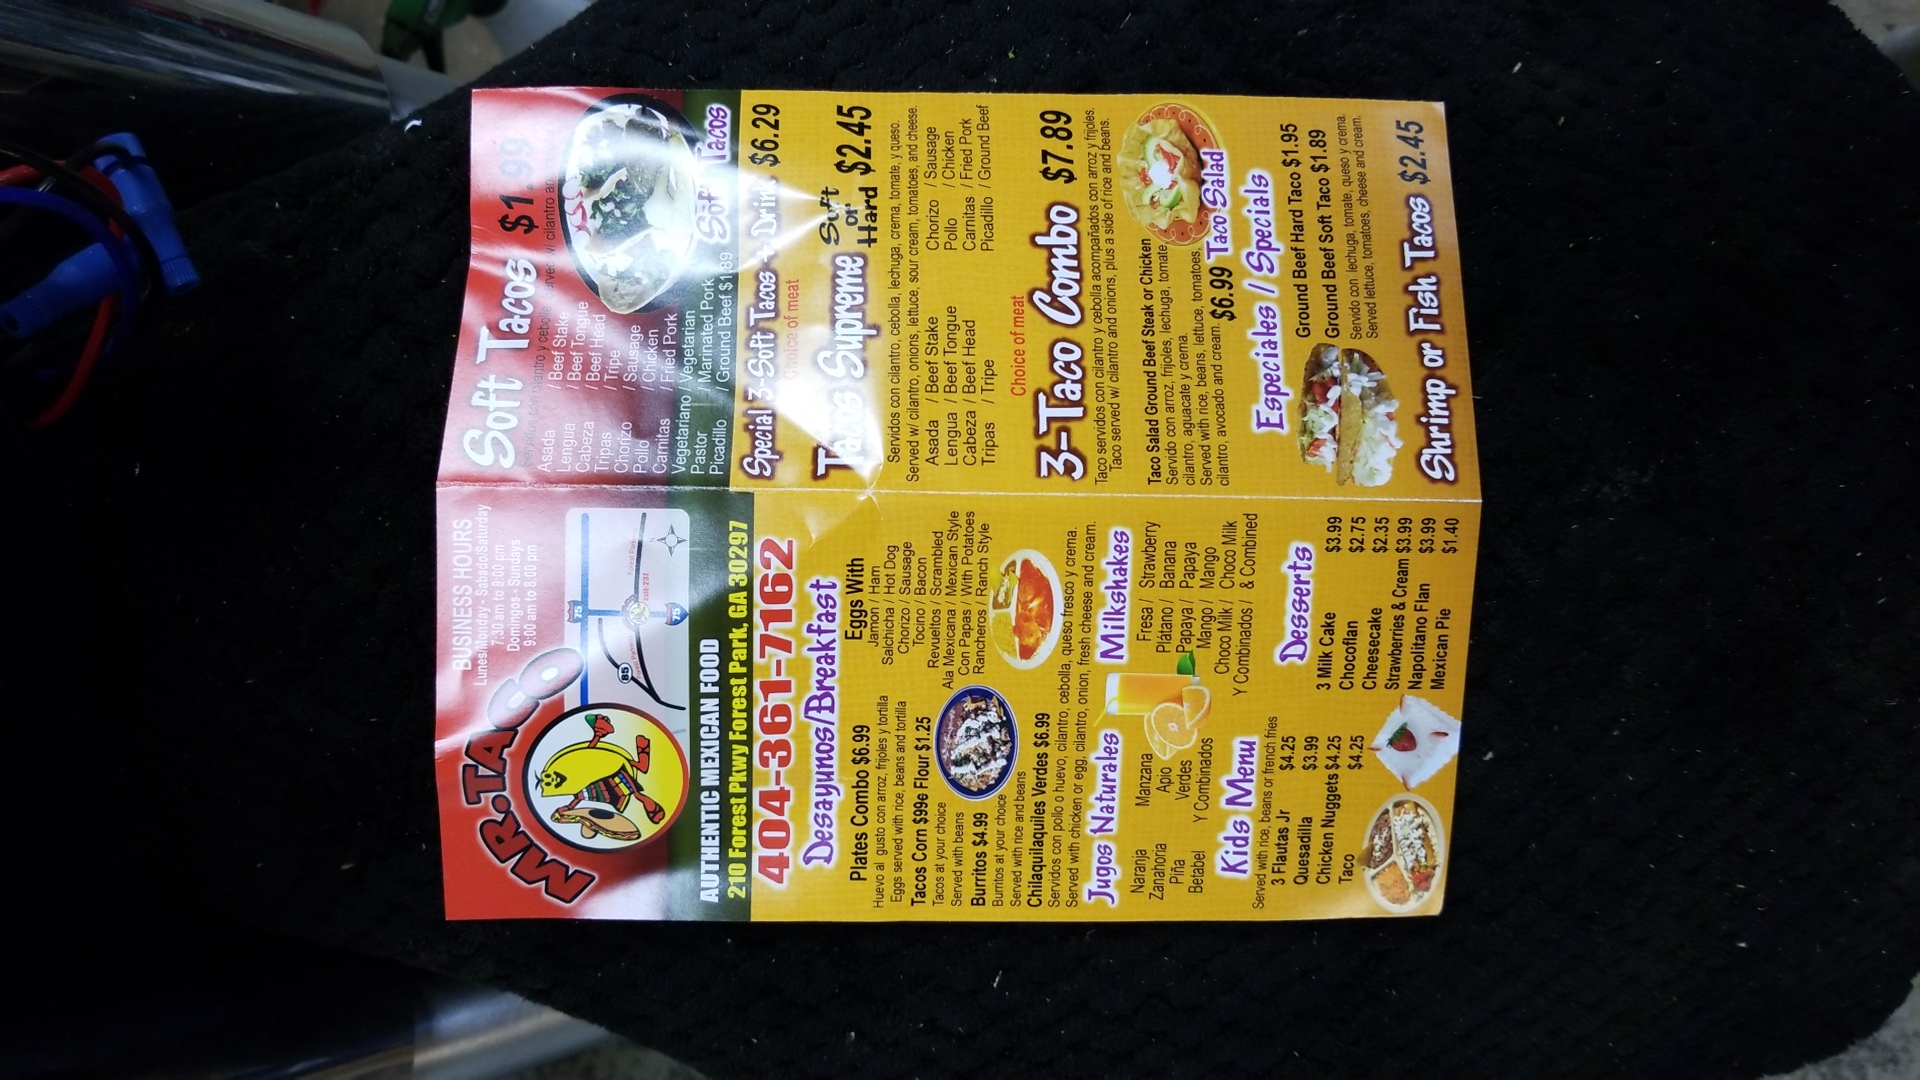 MR. TACO
BUSINESS HOURS
Lunes/Monday - Sabado/Saturday
7:30 am to 9:00 pm
Domingos - Sundays
9:00 am to 8:00 pm
75
85
75
Forest Park
AUTHENTIC MEXICAN FOOD
210 Forest Pkwy Forest Park, GA 30297
404-361-7162
Desayunos/Breakfast
Plates Combo $6.99
Huevo al gusto con arroz, frijoles y tortilla
Eggs served with rice, beans and tortilla
Tacos Corn $99¢ Flour $1.25
Tacos at your choice
Served with beans
Burritos $4.99
Burritos at your choice
Served with rice and beans
Eggs With
Jamon / Ham
Salchicha / Hot Dog
Chorizo / Sausage
Tocino / Bacon
Revueltos / Scrambled
Ala Mexicana / Mexican Style
Con Papas / With Potatoes
Rancheros / Ranch Style
Chilaquilaquiles Verdes $6.99
Servidos con pollo o huevo, cilantro, cebolla, queso fresco y crema.
Served with chicken or egg, cilantro, onion, fresh cheese and cream.
Jugos Naturales
Naranja
Zanahoria
Piña
Betabel
Manzana
Apio
Verdes
Y Combinados
Milkshakes
Fresa / Strawberry
Platano / Banana
Papaya / Papaya
Mango / Mango
Choco Milk / Choco Milk
Y Combinados / & Combined
Kids Menu
Served with rice, beans or french fries
3 Flautas Jr $4.25
Quesadilla $3.99
Chicken Nuggets $4.25
Taco $4.25
Desserts
3 Milk Cake $3.99
Chocoflan $2.75
Cheesecake $2.35
Strawberries & Cream $3.99
Napolitano Flan $3.99
Mexican Pie $1.40
Soft Tacos $1.99
Asada / Beef Stake
Lengua / Beef Tongue
Cabeza / Beef Head
Tripas / Tripe
Chorizo / Sausage
Pollo / Chicken
Carnitas / Fried Pork
Vegetariano / Vegetarian
Pastor / Marinated Pork
Picadillo / Ground Beef $1.89
Soft Tacos
Special 3-Soft Tacos + Drink $6.29
Choice of meat
Tacos Supreme Soft or Hard $2.45
Servidos con cilantro, cebolla, lechuga, crema, tomate, y queso.
Served w/ cilantro, onions, lettuce, sour cream, tomatoes, and cheese.
Asada / Beef Stake
Lengua / Beef Tongue
Cabeza / Beef Head
Tripas / Tripe
Chorizo / Sausage
Pollo / Chicken
Carnitas / Fried Pork
Picadillo / Ground Beef
Choice of meat
3-Taco Combo $7.89
Taco servidos con cilantro y cebolla acompañados con arroz y frijoles.
Taco served w/ cilantro and onions, plus a side of rice and beans.
Taco Salad Ground Beef Steak or Chicken
Servido con arroz, frijoles, lechuga, tomate,
cilantro, aguacate y crema.
Served with rice, beans, lettuce, tomatoes,
cilantro, avocado and cream. $6.99
Taco Salad
Especiales / Specials
Ground Beef Hard Taco $1.95
Ground Beef Soft Taco $1.89
Servido con lechuga, tomate, queso y crema.
Served lettuce, tomatoes, cheese and cream.
Shrimp or Fish Tacos $2.45